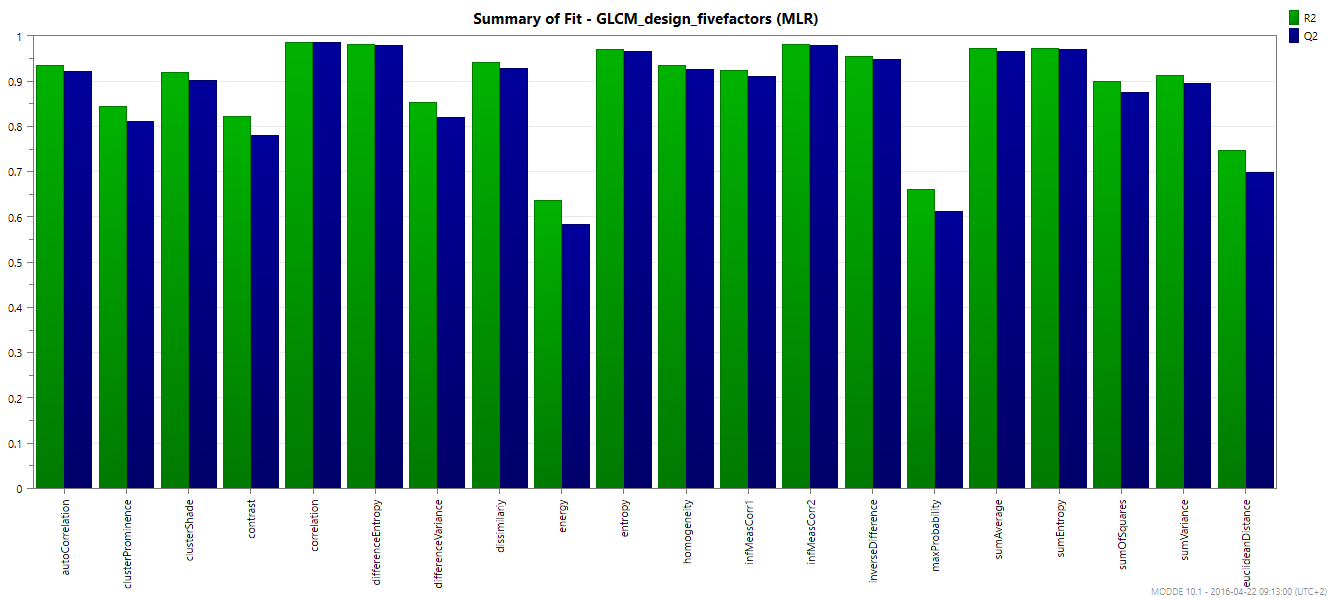 Summary of Fit - GLCM_design_fivefactors (MLR)
R2
Q2
1
0.9
0.8
0.7
0.6
0.5
0.4
0.3
0.2
0.1
0
autoCorrelation
clusterProminence
clusterShade
contrast
correlation
differenceEntropy
differenceVariance
dissimilariy
energy
entropy
homogeneity
infMeasCorr1
infMeasCorr2
inverseDifference
maxProbability
sumAverage
sumEntropy
sumOfSquares
sumVariance
euclideanDistance
MODDE 10.1 - 2016-04-22 09:13:00 (UTC+2)